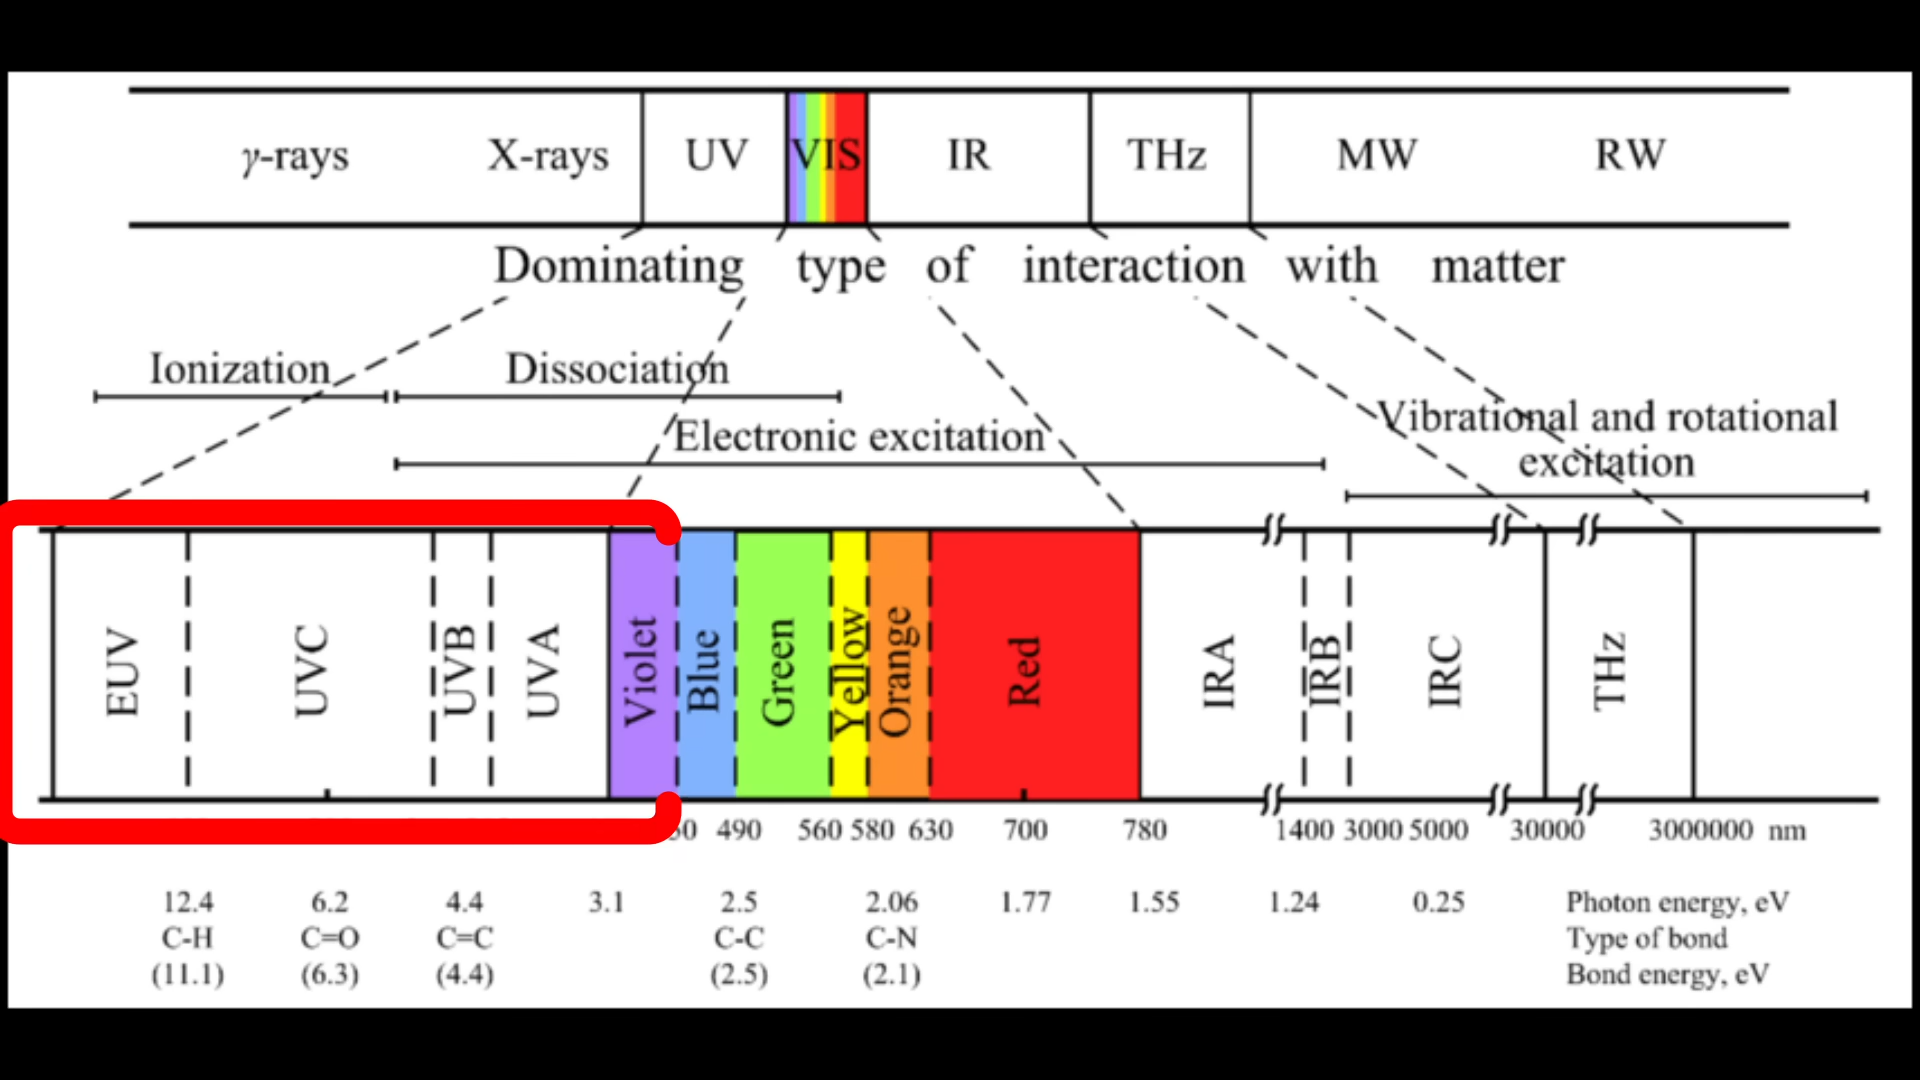 γ-rays X-rays UV VIS IR THz MW RW
Dominating type of interaction with matter
Ionization Dissociation
Electronic excitation
Vibrational and rotational
excitation
EUV UVC UVB UVA Violet Blue Green Yellow Orange Red IRA IRB IRC THz
490 560 580 630 700 780 1400 3000 5000 30000 3000000 nm
12.4 6.2 4.4 3.1 2.5 2.06 1.77 1.55 1.24 0.25 Photon energy, eV
C-H C=O C=C C-C C-N Type of bond
(11.1) (6.3) (4.4) (2.5) (2.1) Bond energy, eV